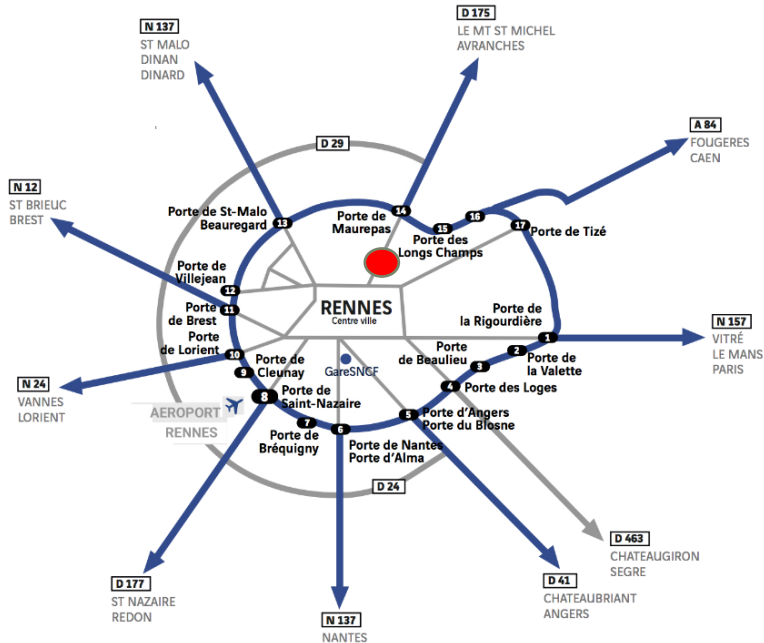 D 175
LE MT ST MICHEL
AVRANCHES
N 137
ST MALO
DINAN
DINARD
A 84
FOUGERES
CAEN
D 29
N 12
ST BRIEUC
BREST
Porte de St-Malo
Beauregard
13
Porte de
Maurepas
14
15
16
17
Porte des
Longs Champs
Porte de Tizé
Porte de
Villejean
12
11
Porte
de Brest
RENNES
Centre ville
Porte de
la Rigourdière
1
N 157
VITRÉ
LE MANS
PARIS
Porte
de Lorient
10
9
Porte de
Cleunay
GareSNCF
Porte
de Beaulieu
3
2
Porte de
la Valette
N 24
VANNES
LORIENT
8
Porte de
Saint-Nazaire
4
Porte des Loges
AEROPORT
RENNES
7
Porte de
Bréquigny
6
Porte de Nantes
Porte d'Alma
5
Porte d'Angers
Porte du Blosne
D 24
D 463
CHATEAUGIRON
SEGRE
D 177
ST NAZAIRE
REDON
D 41
CHATEAUBRIANT
ANGERS
N 137
NANTES